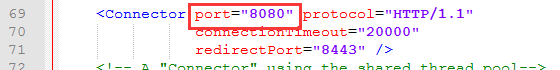 69 <Connector port="8080" protocol="HTTP/1.1"
70 connectionTimeout="20000"
71 redirectPort="8443" />
72 <!-- A "Connector" using the shared thread pool-->